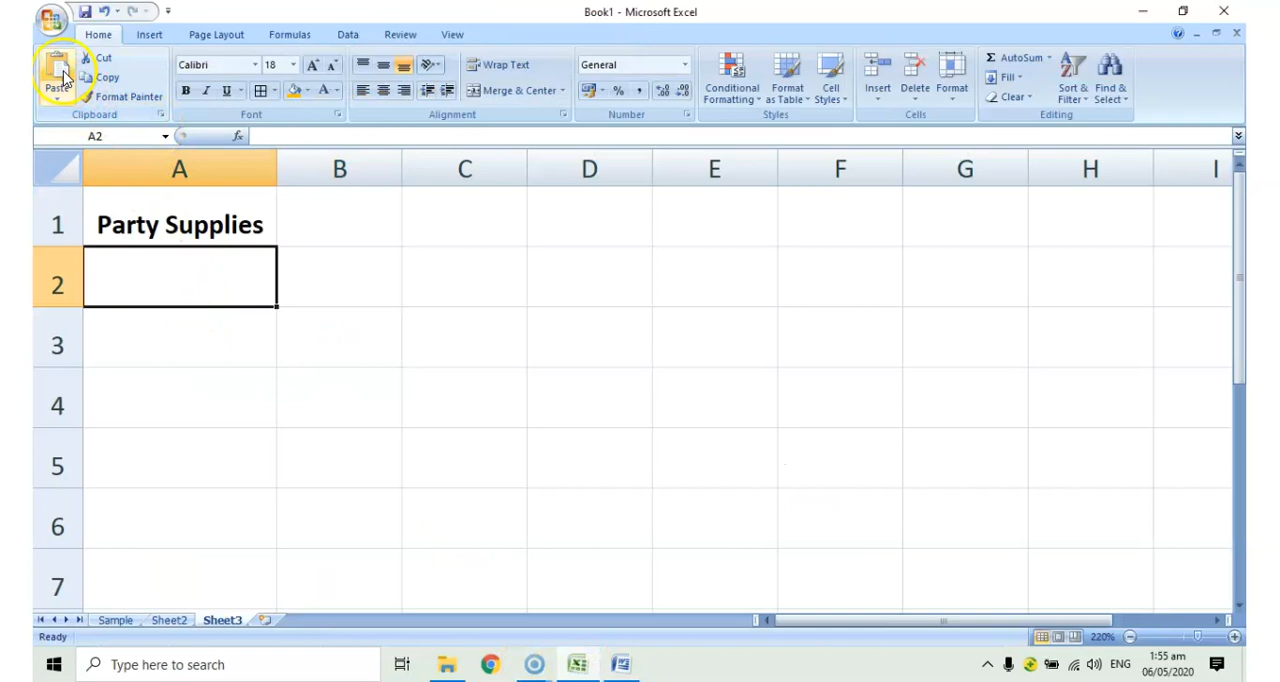 Book1 - Microsoft Excel
Home Insert Page Layout Formulas Data Review View
Paste
Cut
Copy
Format Painter
Clipboard
Calibri 18 A A
B I U A
Font
Wrap Text
Merge & Center
Alignment
General
% ,
Number
Conditional Formatting
Format as Table
Cell Styles
Styles
Insert Delete Format
Cells
Σ AutoSum
Fill
Clear
Sort & Filter
Find & Select
Editing
A2 fx
A B C D E F G H I
1 Party Supplies
2
3
4
5
6
7
Sample Sheet2 Sheet3
Ready 220%
Type here to search
ENG
1:55 am
06/05/2020